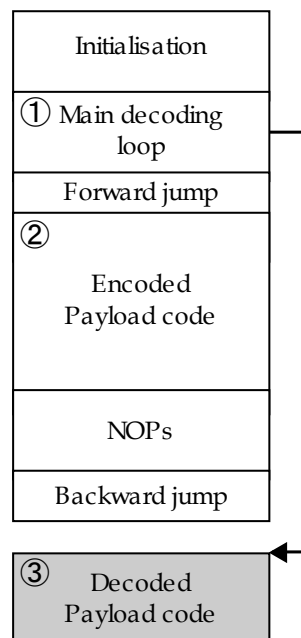 Initialisation
① Main decoding
loop
Forward jump
②
Encoded
Payload code
NOPs
Backward jump
③ Decoded
Payload code